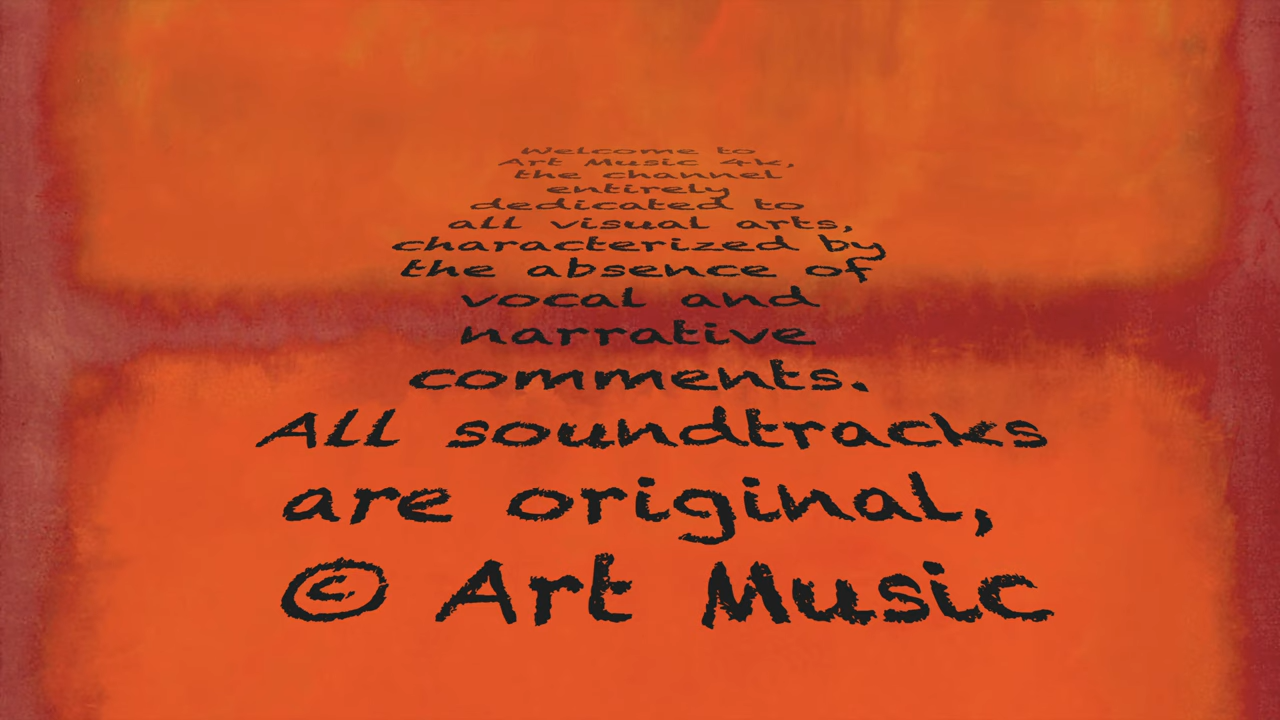 Welcome to
Art Music 4k,
the channel
entirely
dedicated to
all visual arts,
characterized by
the absence of
vocal and
narrative
comments.
All soundtracks
are original,
© Art Music